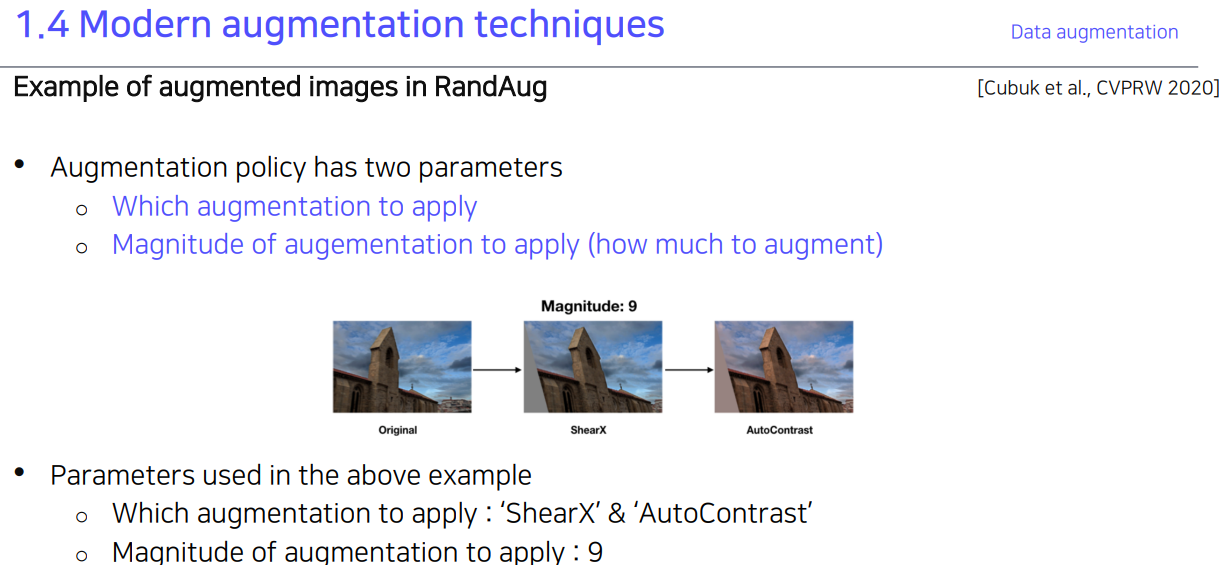 1.4 Modern augmentation techniques
Data augmentation
Example of augmented images in RandAug
[Cubuk et al., CVPRW 2020]
• Augmentation policy has two parameters
○ Which augmentation to apply
○ Magnitude of augementation to apply (how much to augment)
Magnitude: 9
Original
ShearX
AutoContrast
• Parameters used in the above example
○ Which augmentation to apply : ‘ShearX’ & ‘AutoContrast’
○ Magnitude of augmentation to apply : 9